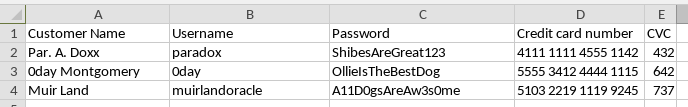 A B C D E
1 Customer Name Username Password Credit card number CVC
2 Par. A. Doxx paradox ShibesAreGreat123 4111 1111 4555 1142 432
3 0day Montgomery 0day OllieIsTheBestDog 5555 3412 4444 1115 642
4 Muir Land muirlandoracle A11D0gsAreAw3s0me 5103 2219 1119 9245 737